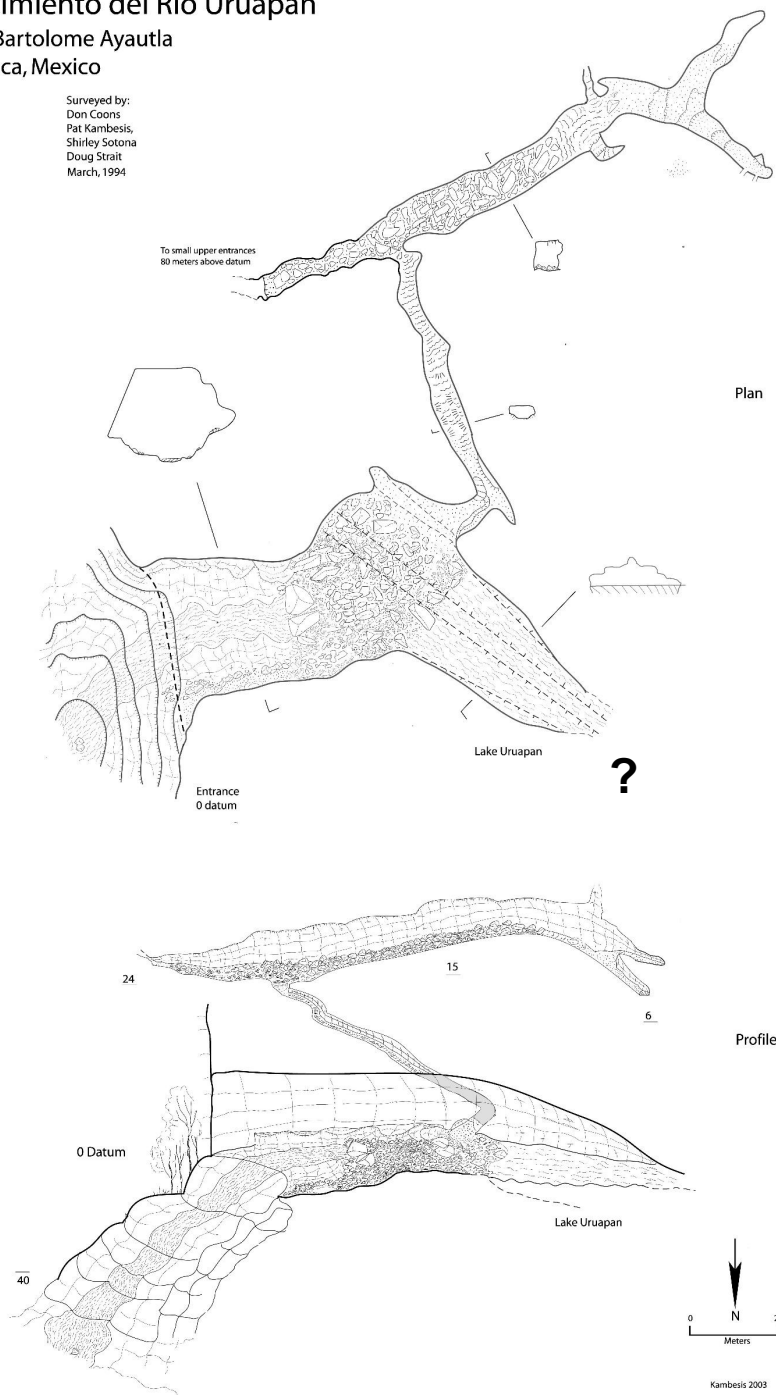 imiento del Rio Uruapan
Bartolome Ayautla
ca, Mexico
Surveyed by:
Don Coons
Pat Kambesis,
Shirley Sotona
Doug Strait
March, 1994
To small upper entrances
80 meters above datum
Plan
Lake Uruapan
?
Entrance
0 datum
24
15
6
Profile
0 Datum
Lake Uruapan
40
N
0 2
Meters
Kambesis 2003